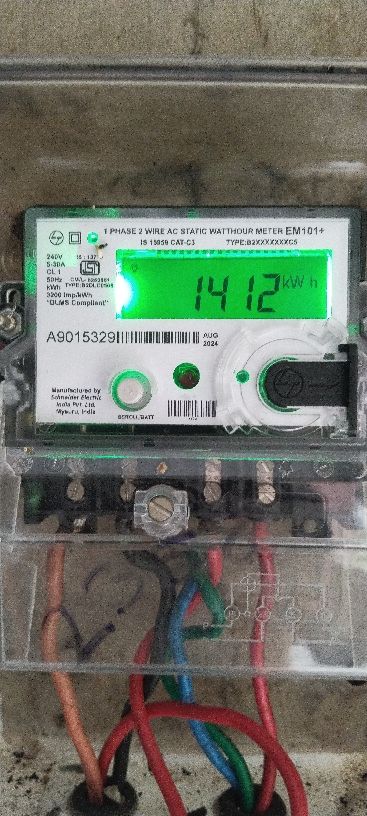 1 PHASE 2 WIRE AC STATIC WATTHOUR METER EM101+
IS 15959 CAT-C3 TYPE:B2XXXXXXXC5
240V
5-30A
CL 1
50Hz
kWh
3200 imp/kWh
"DLMS Compliant"
1412 kWh
A9015329
AUG
2024
Manufactured by
Schneider Electric
India Pvt. Ltd.
Mysuru, India
SCROLL/BATT